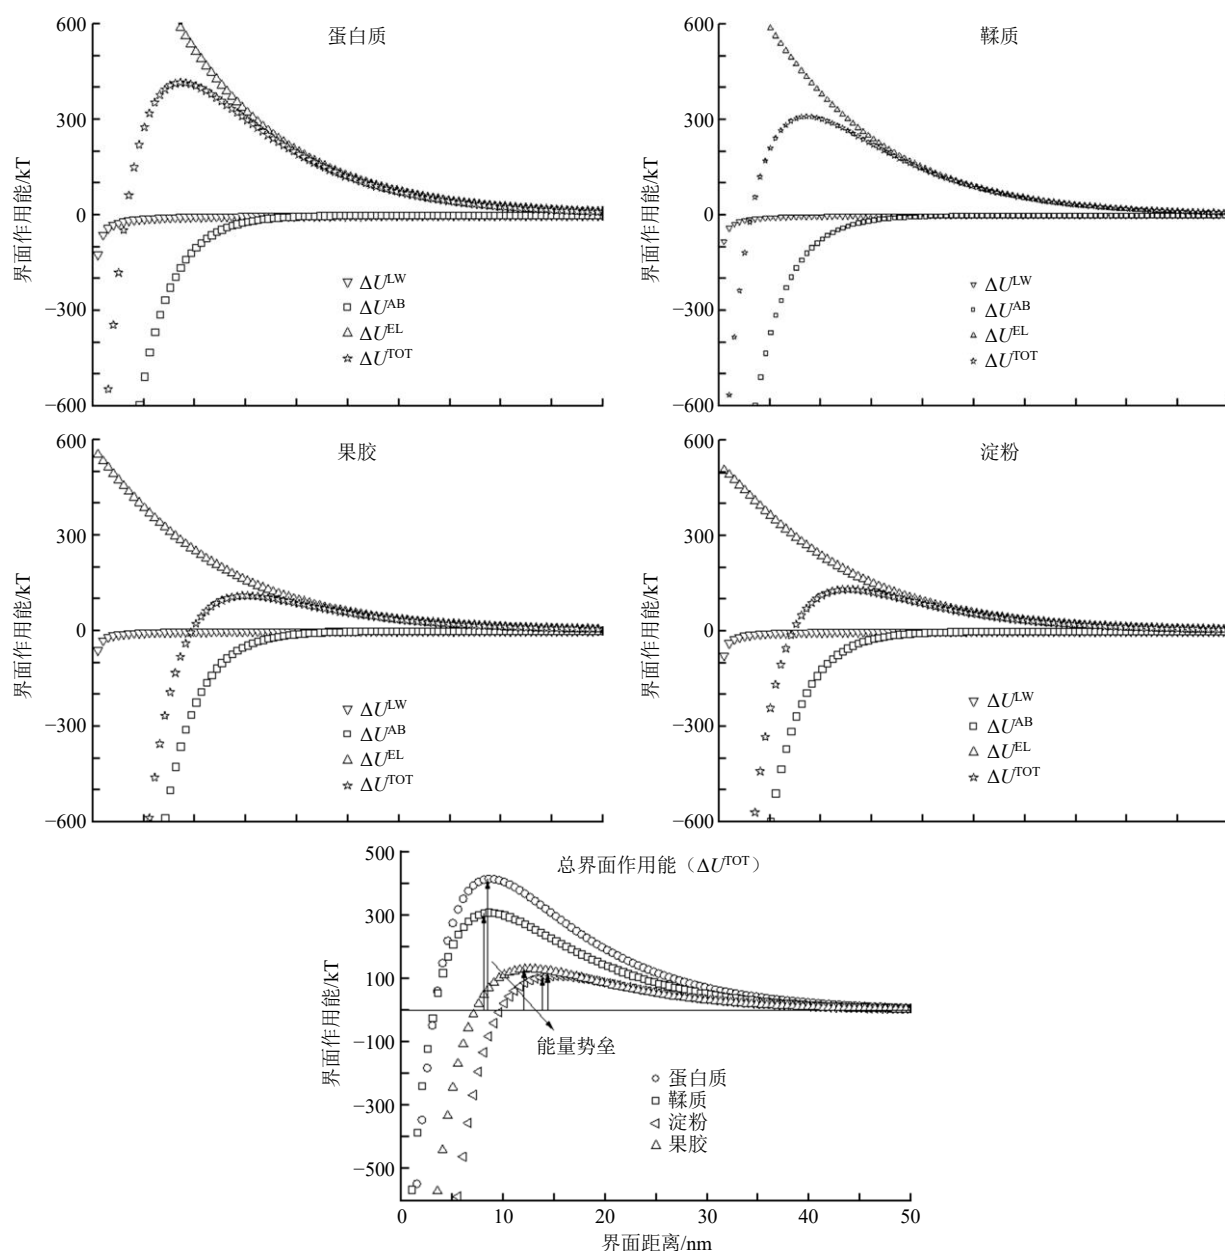 蛋白质
600
300
0
−300
−600
界面作用能/kT
ΔU^LW
ΔU^AB
ΔU^EL
ΔU^TOT
鞣质
600
300
0
−300
−600
界面作用能/kT
ΔU^LW
ΔU^AB
ΔU^EL
ΔU^TOT
果胶
600
300
0
−300
−600
界面作用能/kT
ΔU^LW
ΔU^AB
ΔU^EL
ΔU^TOT
淀粉
600
300
0
−300
−600
界面作用能/kT
ΔU^LW
ΔU^AB
ΔU^EL
ΔU^TOT
总界面作用能（ΔU^TOT）
500
300
100
−100
−300
−500
界面作用能/kT
能量势垒
蛋白质
鞣质
淀粉
果胶
0 10 20 30 40 50
界面距离/nm